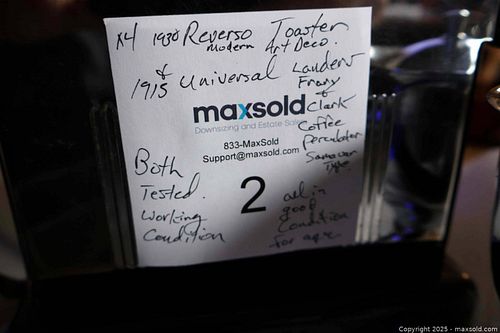 x4 1930 Reverso Toaster
Modern Art Deco.
& 1915 Universal
Landers
Frary
&
Clark
Coffee
Percolator
Samovar
Type.
maxsold
Downsizing and Estate Sales
833-MaxSold
Support@maxsold.com
2
Both
Tested.
Working
Condition
all in
good
Condition
for age.
Copyright 2025 - maxsold.com